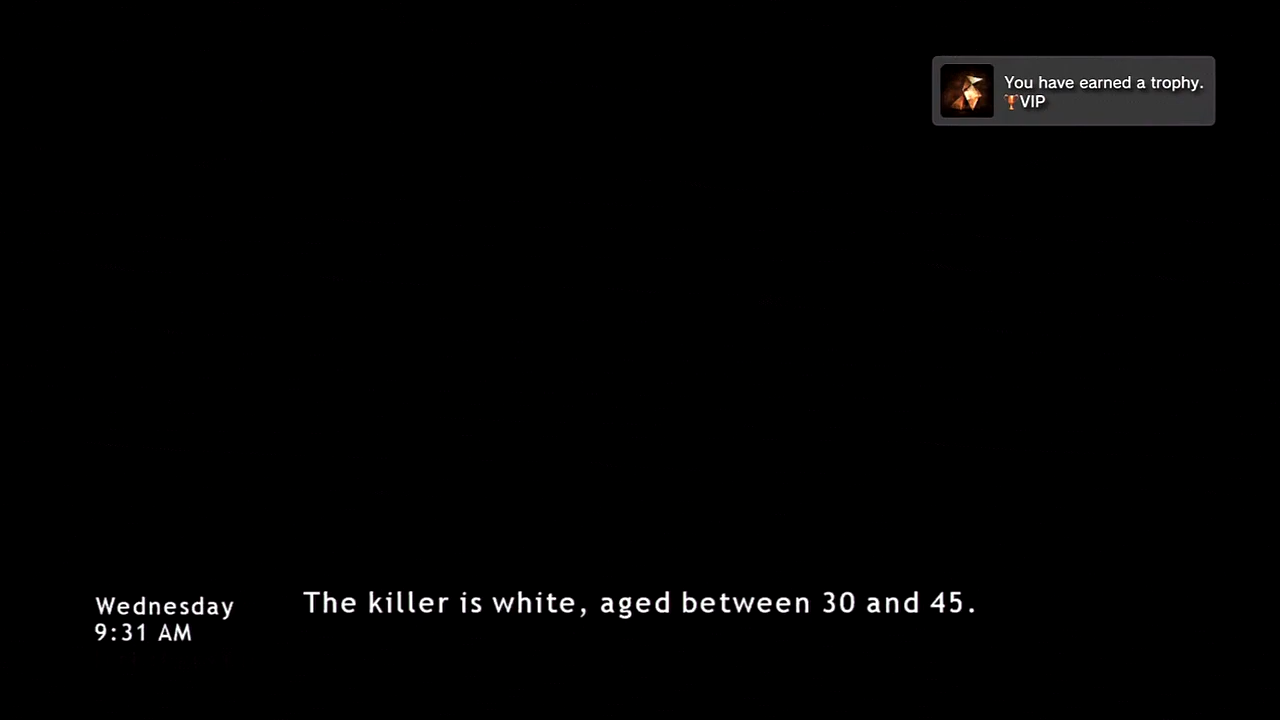 You have earned a trophy.
VIP
The killer is white, aged between 30 and 45.
Wednesday
9:31 AM